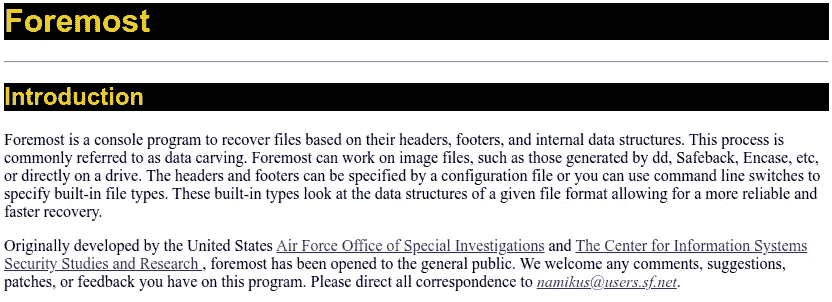 Foremost
Introduction
Foremost is a console program to recover files based on their headers, footers, and internal data structures. This process is
commonly referred to as data carving. Foremost can work on image files, such as those generated by dd, Safeback, Encase, etc,
or directly on a drive. The headers and footers can be specified by a configuration file or you can use command line switches to
specify built-in file types. These built-in types look at the data structures of a given file format allowing for a more reliable and
faster recovery.
Originally developed by the United States Air Force Office of Special Investigations and The Center for Information Systems
Security Studies and Research , foremost has been opened to the general public. We welcome any comments, suggestions,
patches, or feedback you have on this program. Please direct all correspondence to namikus@users.sf.net.